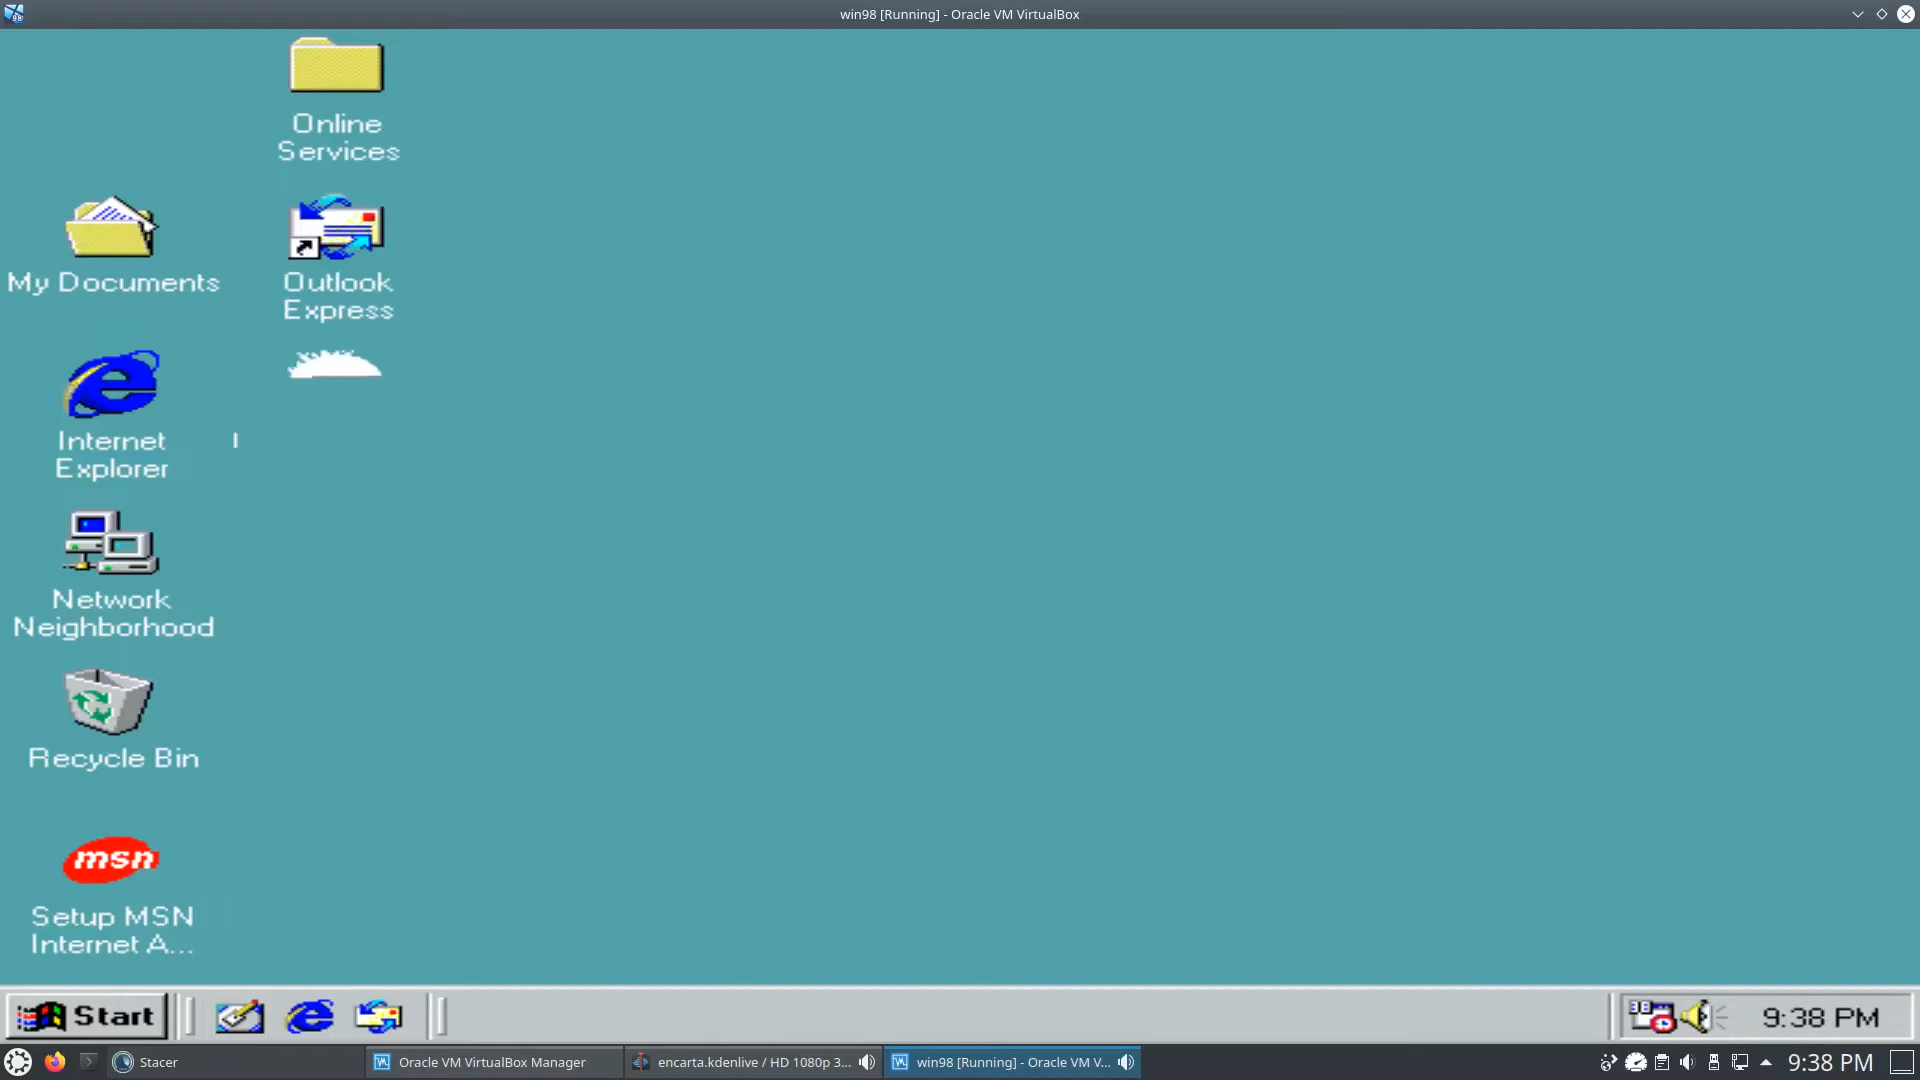 win98 [Running] - Oracle VM VirtualBox
Online
Services
My Documents
Outlook
Express
Internet
Explorer
Network
Neighborhood
Recycle Bin
msn
Setup MSN
Internet A...
Start
9:38 PM
Stacer
Oracle VM VirtualBox Manager
encarta.kdenlive / HD 1080p 3...
win98 [Running] - Oracle VM V...
9:38 PM